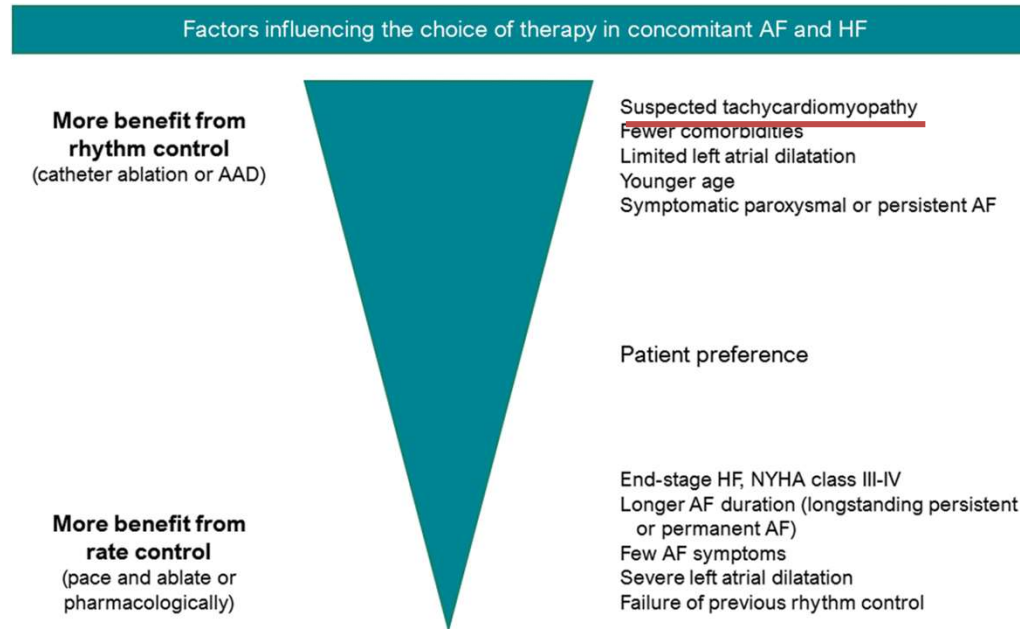 Factors influencing the choice of therapy in concomitant AF and HF
More benefit from
rhythm control
(catheter ablation or AAD)
Suspected tachycardiomyopathy
Fewer comorbidities
Limited left atrial dilatation
Younger age
Symptomatic paroxysmal or persistent AF
Patient preference
More benefit from
rate control
(pace and ablate or
pharmacologically)
End-stage HF, NYHA class III-IV
Longer AF duration (longstanding persistent
or permanent AF)
Few AF symptoms
Severe left atrial dilatation
Failure of previous rhythm control